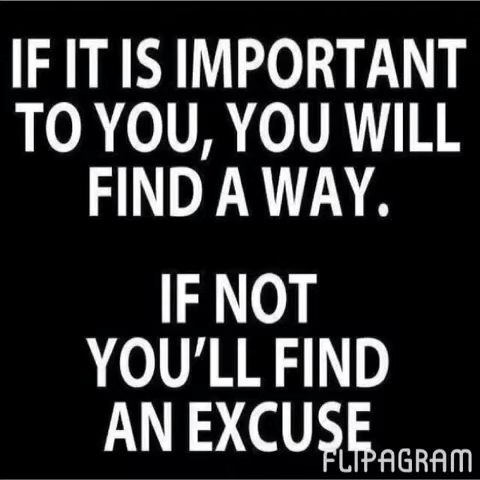 IF IT IS IMPORTANT
TO YOU, YOU WILL
FIND A WAY.
IF NOT
YOU'LL FIND
AN EXCUSE
FLIPAGRAM